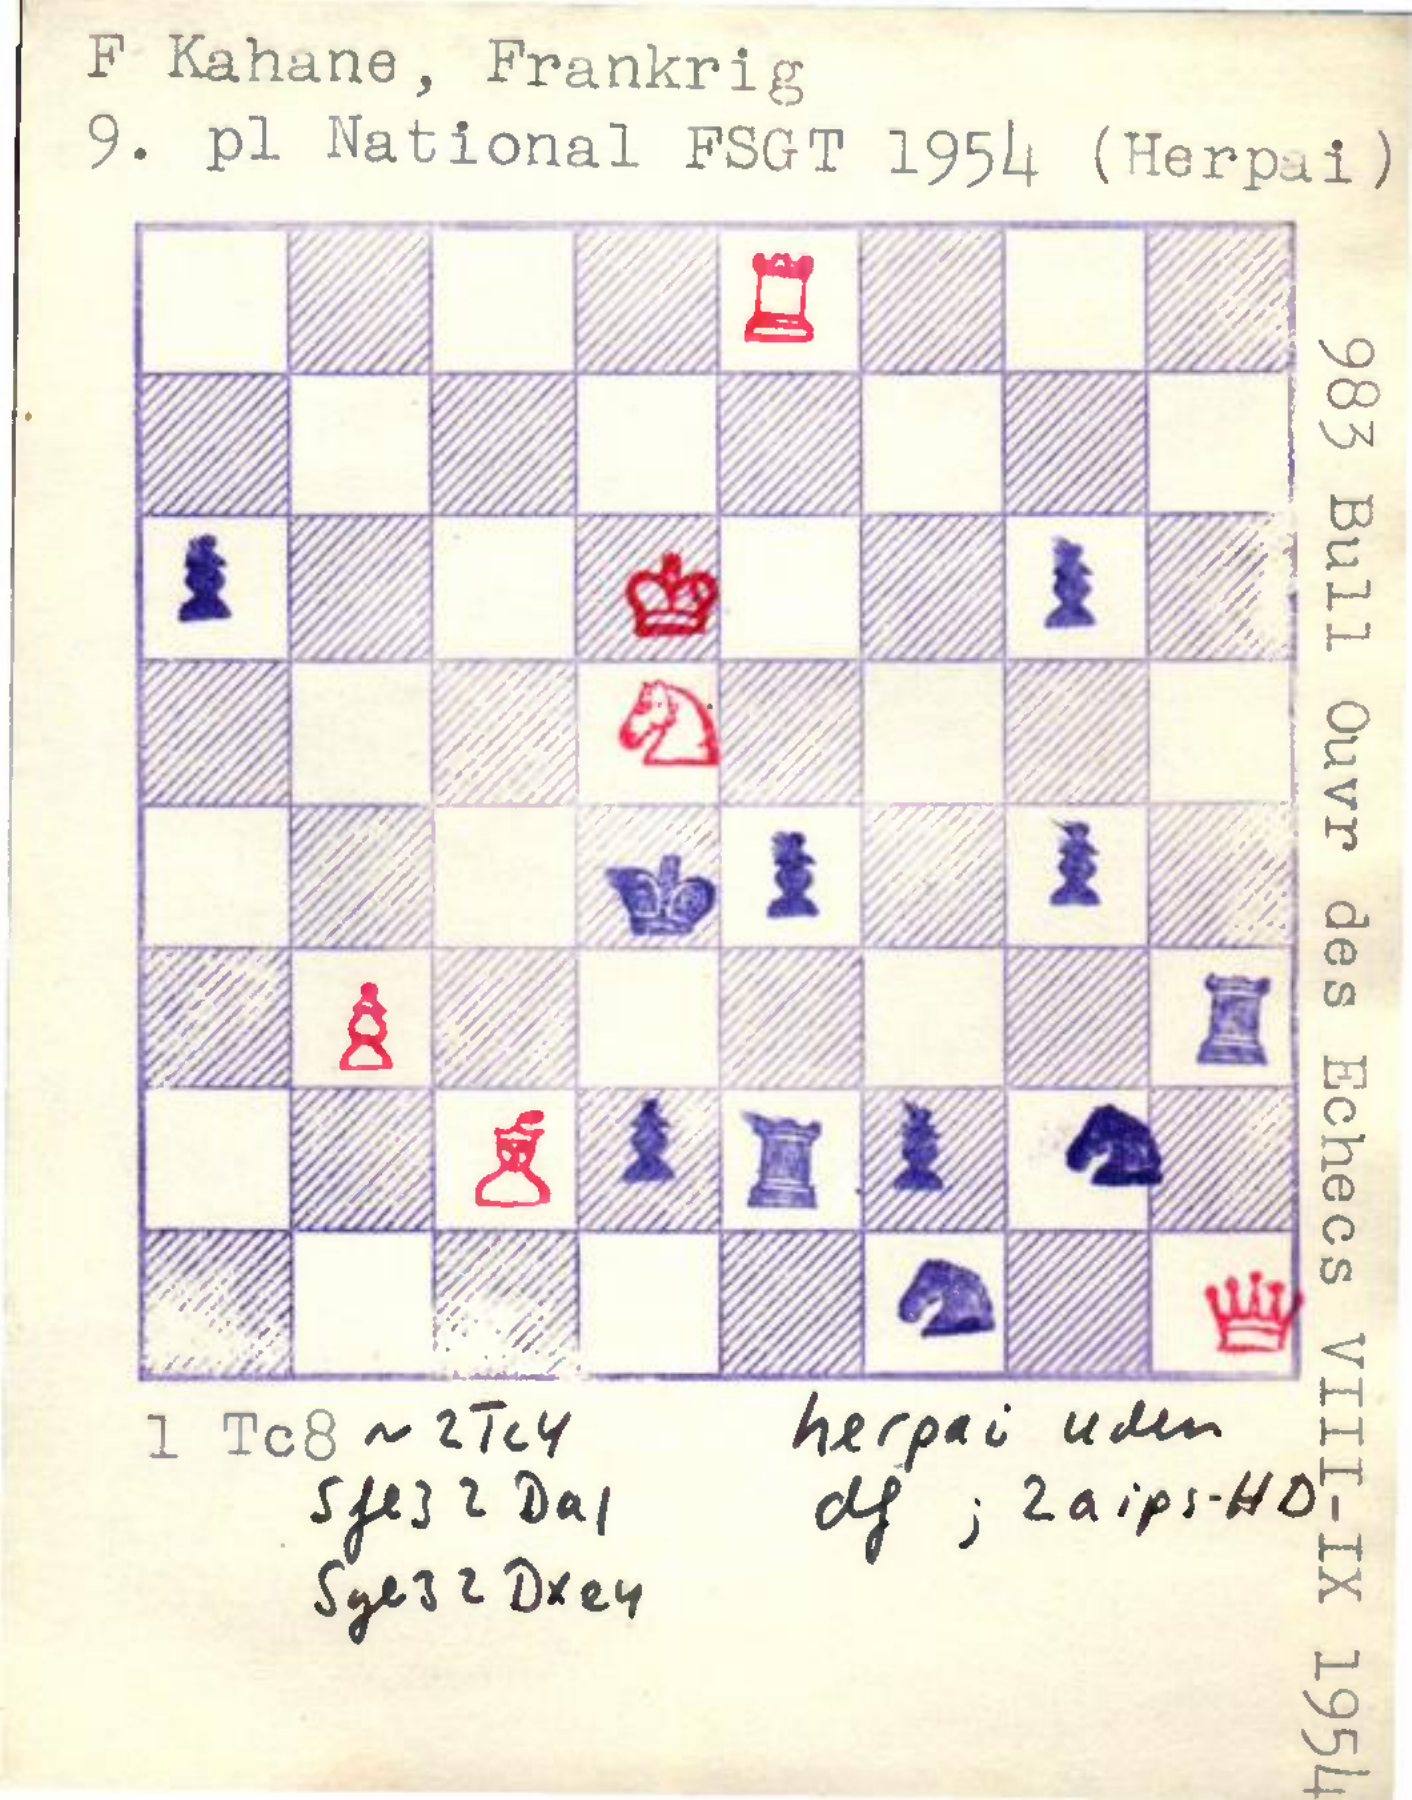 F Kahane, Frankrig
9. pl National FSGT 1954 (Herpai)
983 Bull Ouvr des Echecs VIII-IX 1954
1 Tc8 ~ 2Tc4
Sfe3 2 Da1
Sge3 2 Dxe4
herpai uden
df ; 2aips-HD